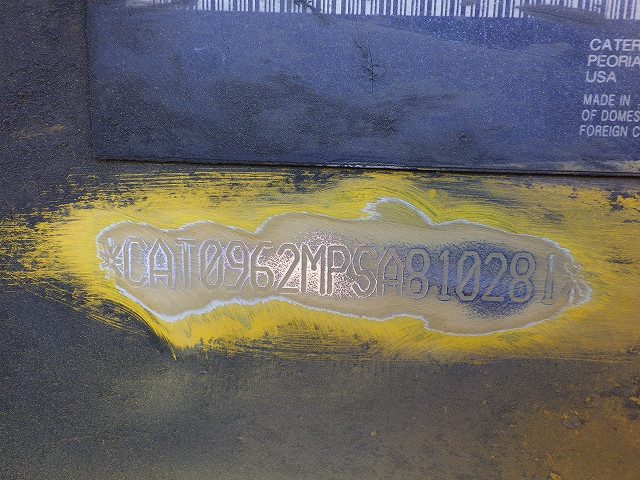 CATER
PEORIA
USA
MADE IN
OF DOMES
FOREIGN C
*CAT0962MPSA810281*